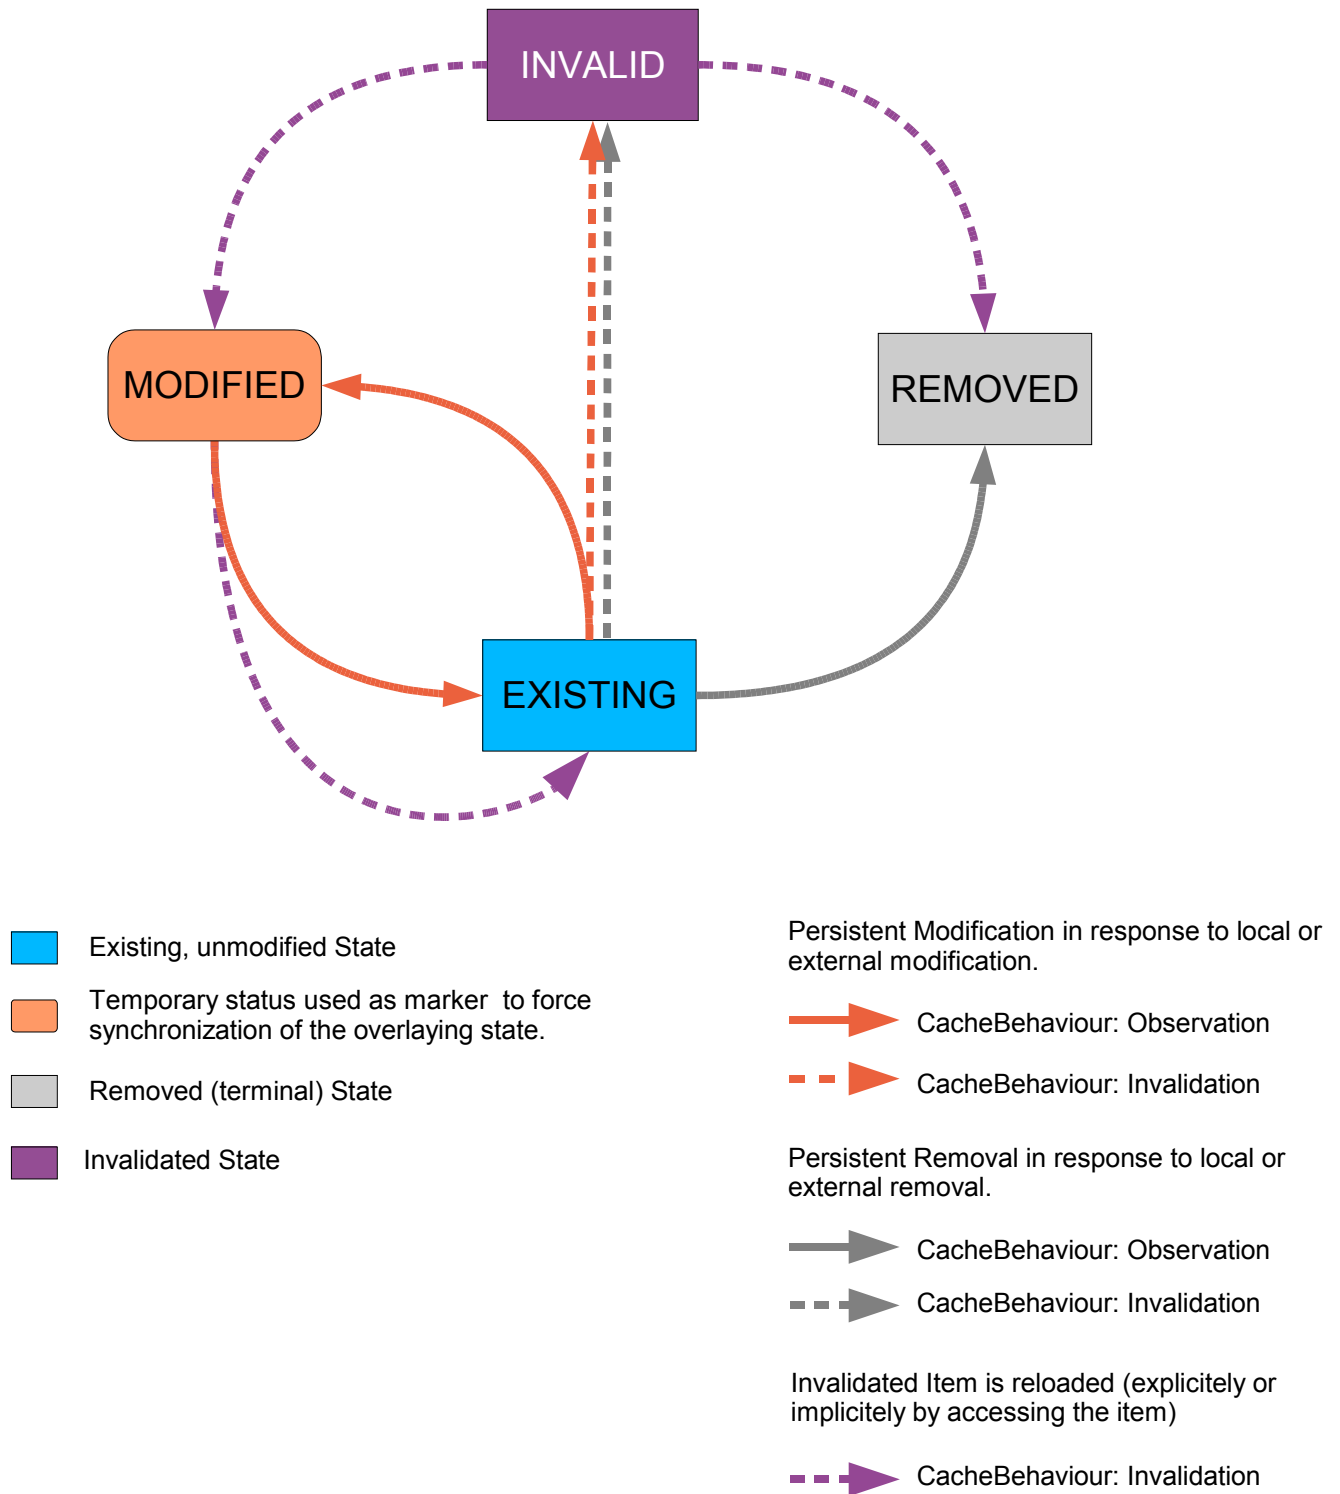 INVALID
MODIFIED
REMOVED
EXISTING
Existing, unmodified State
Temporary status used as marker  to force
synchronization of the overlaying state.
Removed (terminal) State
Invalidated State
Persistent Modification in response to local or
external modification.
CacheBehaviour: Observation
CacheBehaviour: Invalidation
Persistent Removal in response to local or
external removal.
CacheBehaviour: Observation
CacheBehaviour: Invalidation
Invalidated Item is reloaded (explicitely or
implicitely by accessing the item)
CacheBehaviour: Invalidation